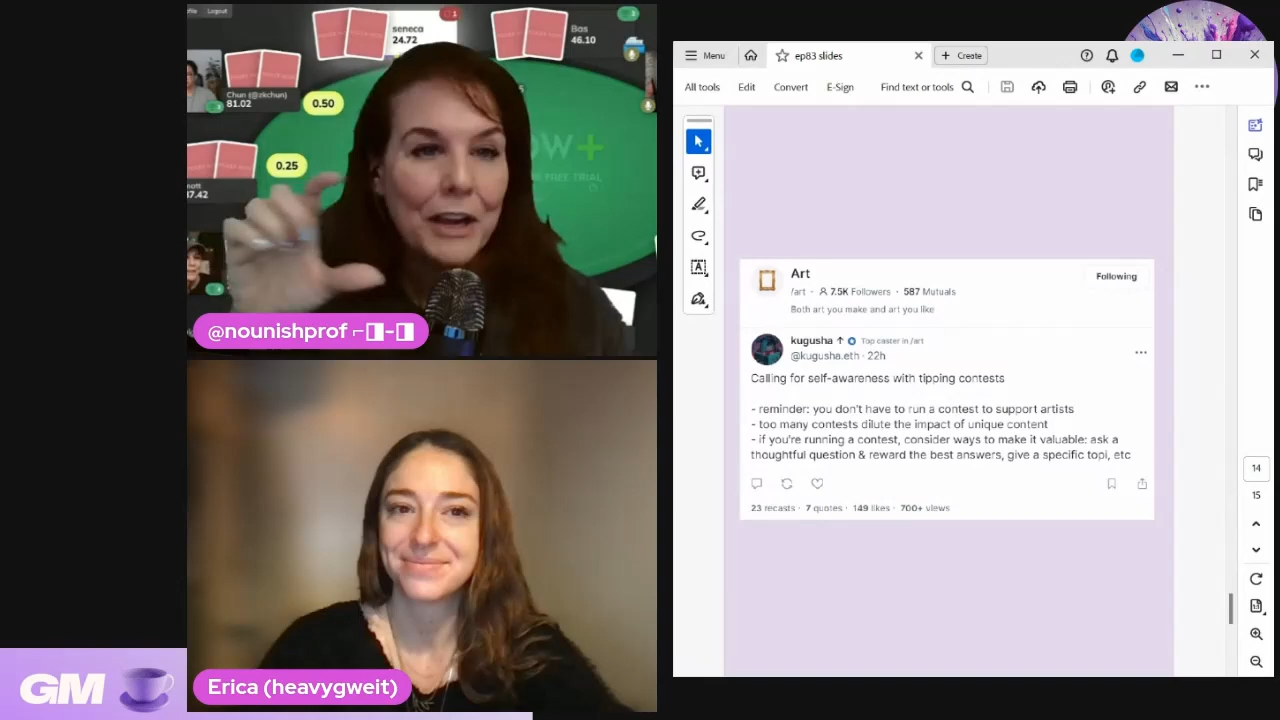 Logout
seneca
24.72
Bas
46.10
Chun (@zkchun)
81.02
0.50
0.25
OW+
FREE TRIAL
@nounishprof ⌐◨-◨
Erica (heavygweit)
GM
Menu
ep83 slides
Create
All tools
Edit
Convert
E-Sign
Find text or tools
Art
/art · 7.5K Followers · 587 Mutuals
Both art you make and art you like
Following
kugusha ↑ Top caster in /art
@kugusha.eth · 22h
Calling for self-awareness with tipping contests
- reminder: you don't have to run a contest to support artists
- too many contests dilute the impact of unique content
- if you're running a contest, consider ways to make it valuable: ask a
thoughtful question & reward the best answers, give a specific topi, etc
23 recasts · 7 quotes · 149 likes · 700+ views
14
15